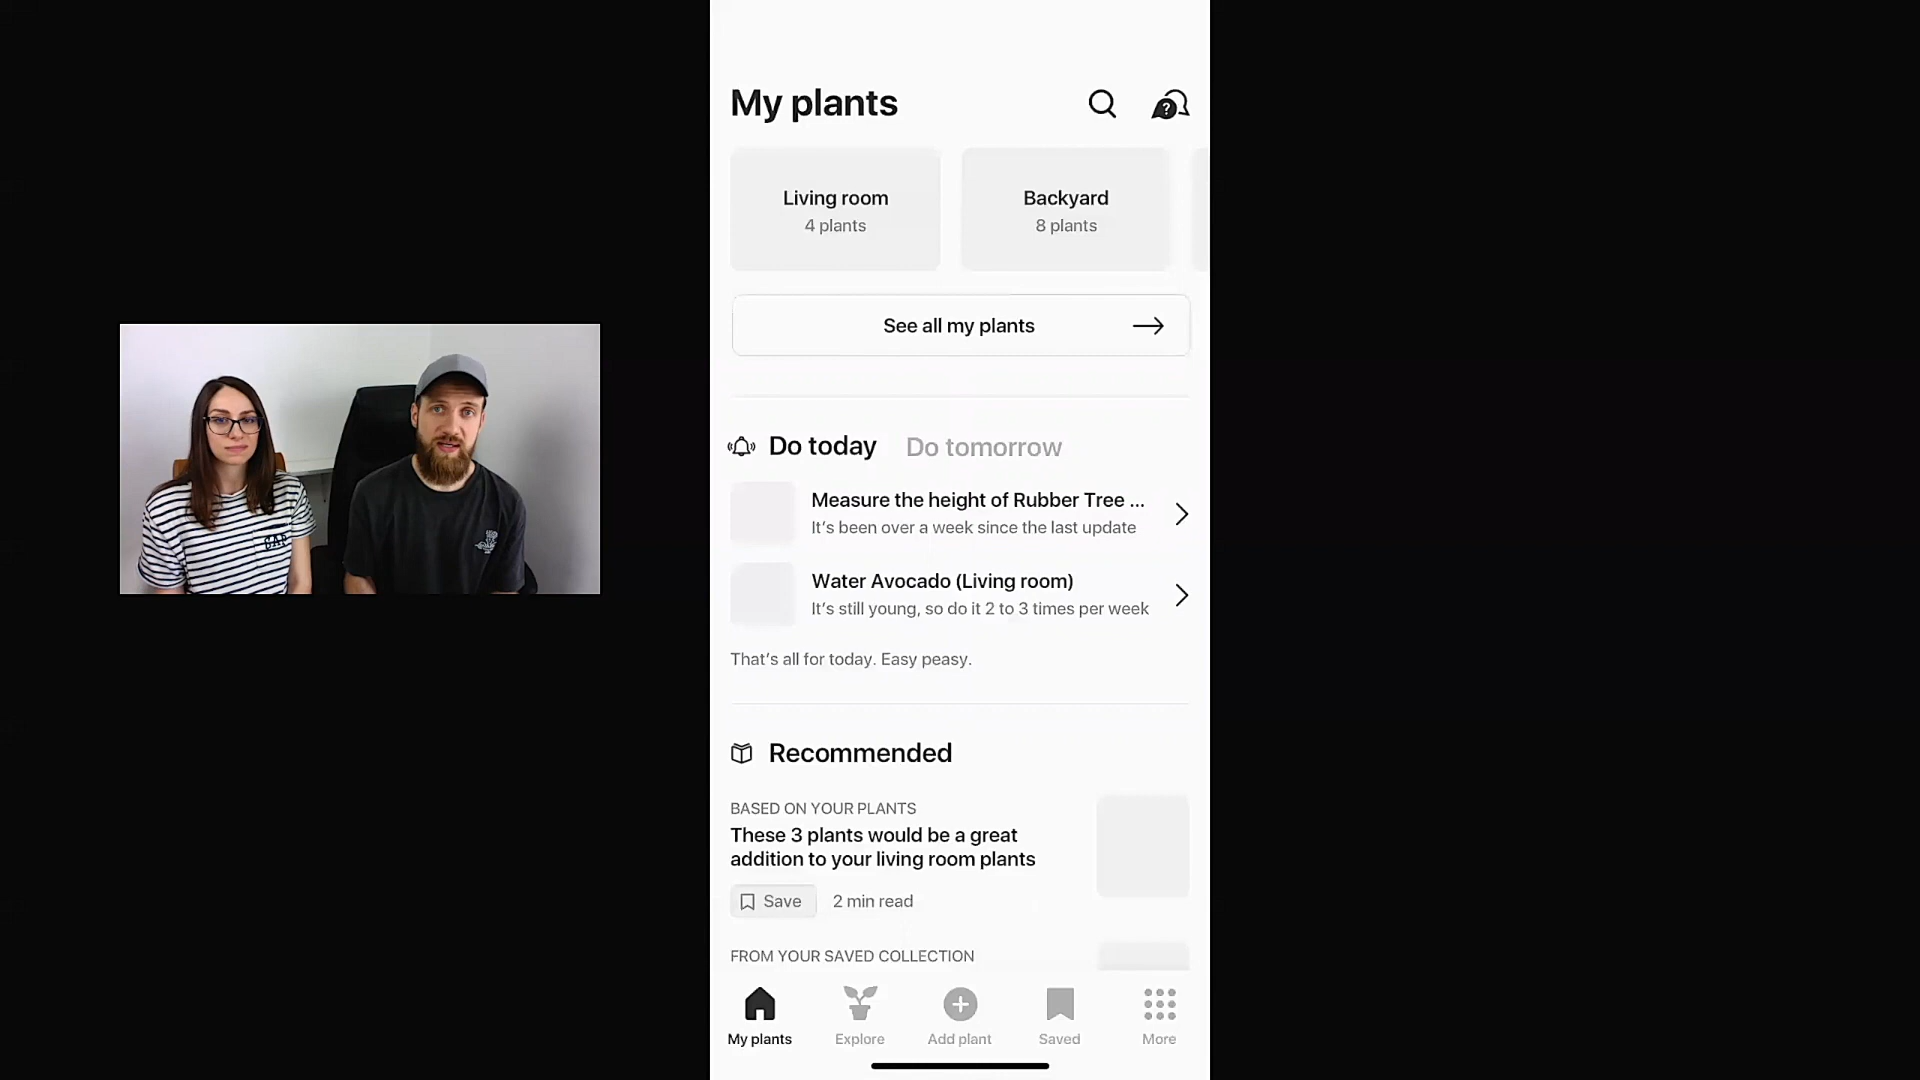 My plants
?
Living room
4 plants
Backyard
8 plants
See all my plants
Do today
Do tomorrow
Measure the height of Rubber Tree ...
It’s been over a week since the last update
Water Avocado (Living room)
It’s still young, so do it 2 to 3 times per week
That’s all for today. Easy peasy.
Recommended
BASED ON YOUR PLANTS
These 3 plants would be a great
addition to your living room plants
Save
2 min read
FROM YOUR SAVED COLLECTION
My plants
Explore
Add plant
Saved
More
GAP